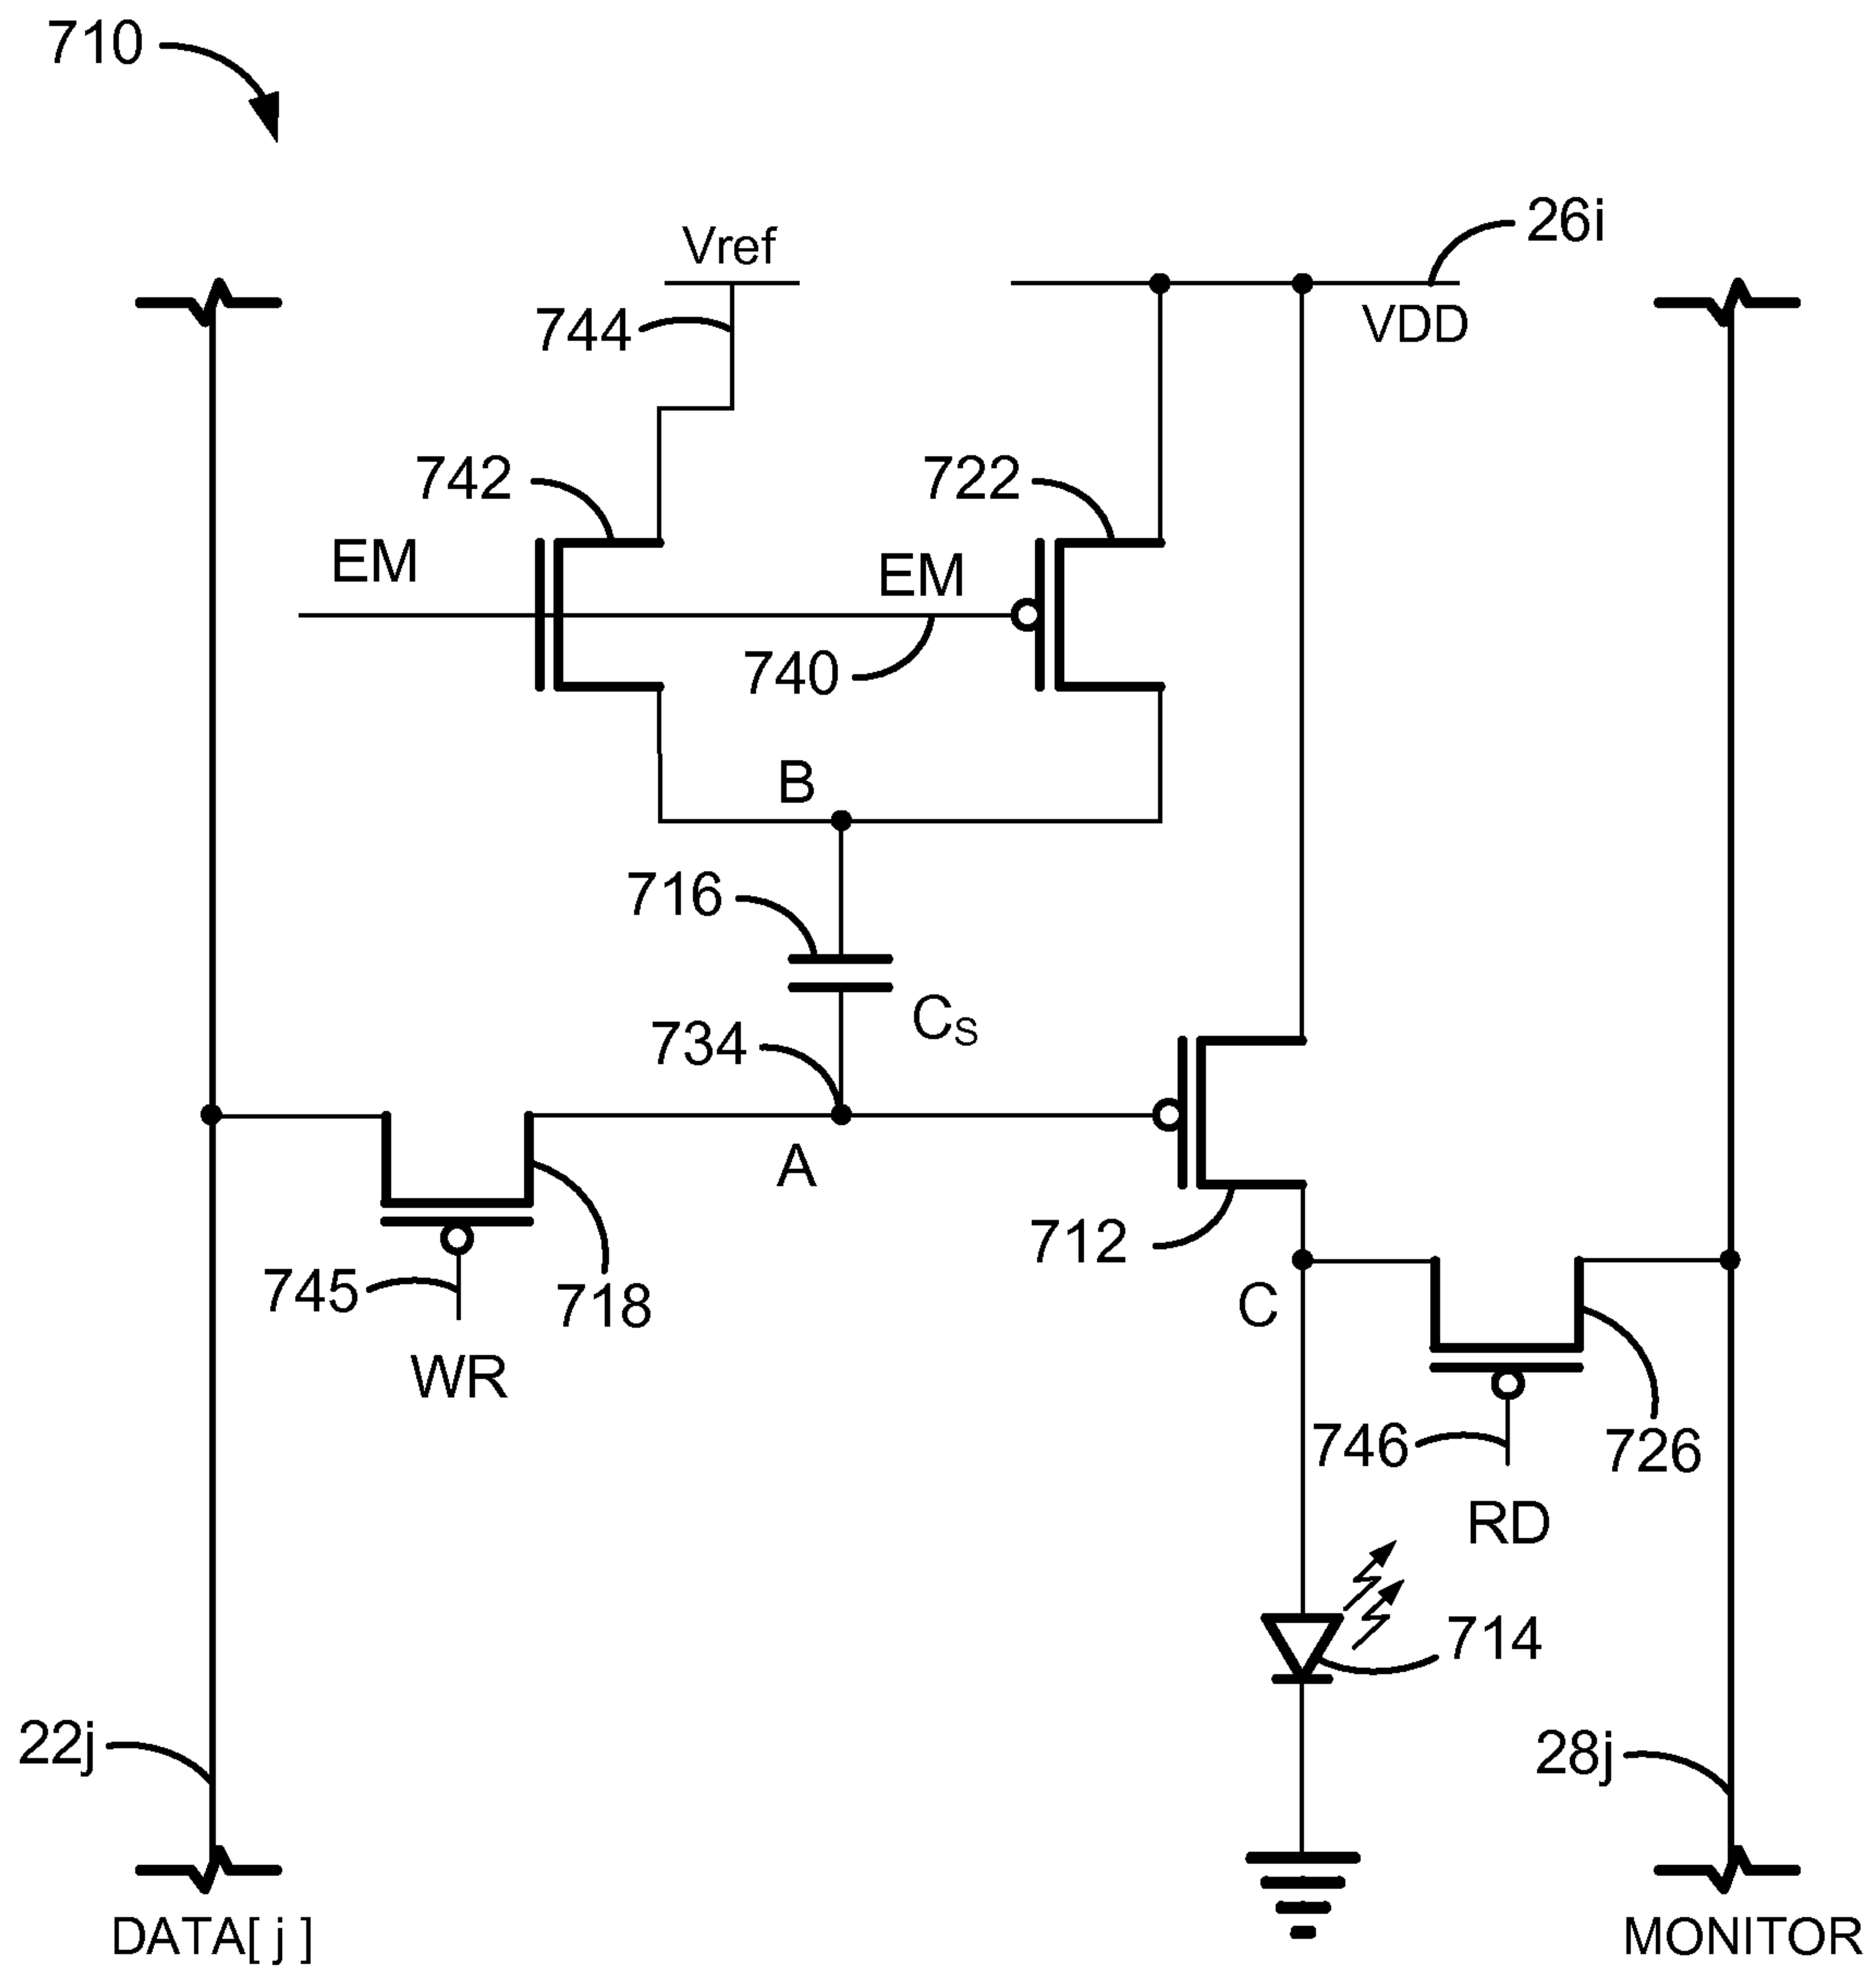 710
26i
Vref
744
VDD
742
722
EM
EM
740
B
716
CS
734
A
712
745
718
C
WR
746
726
RD
714
22j
28j
DATA[ j ]
MONITOR